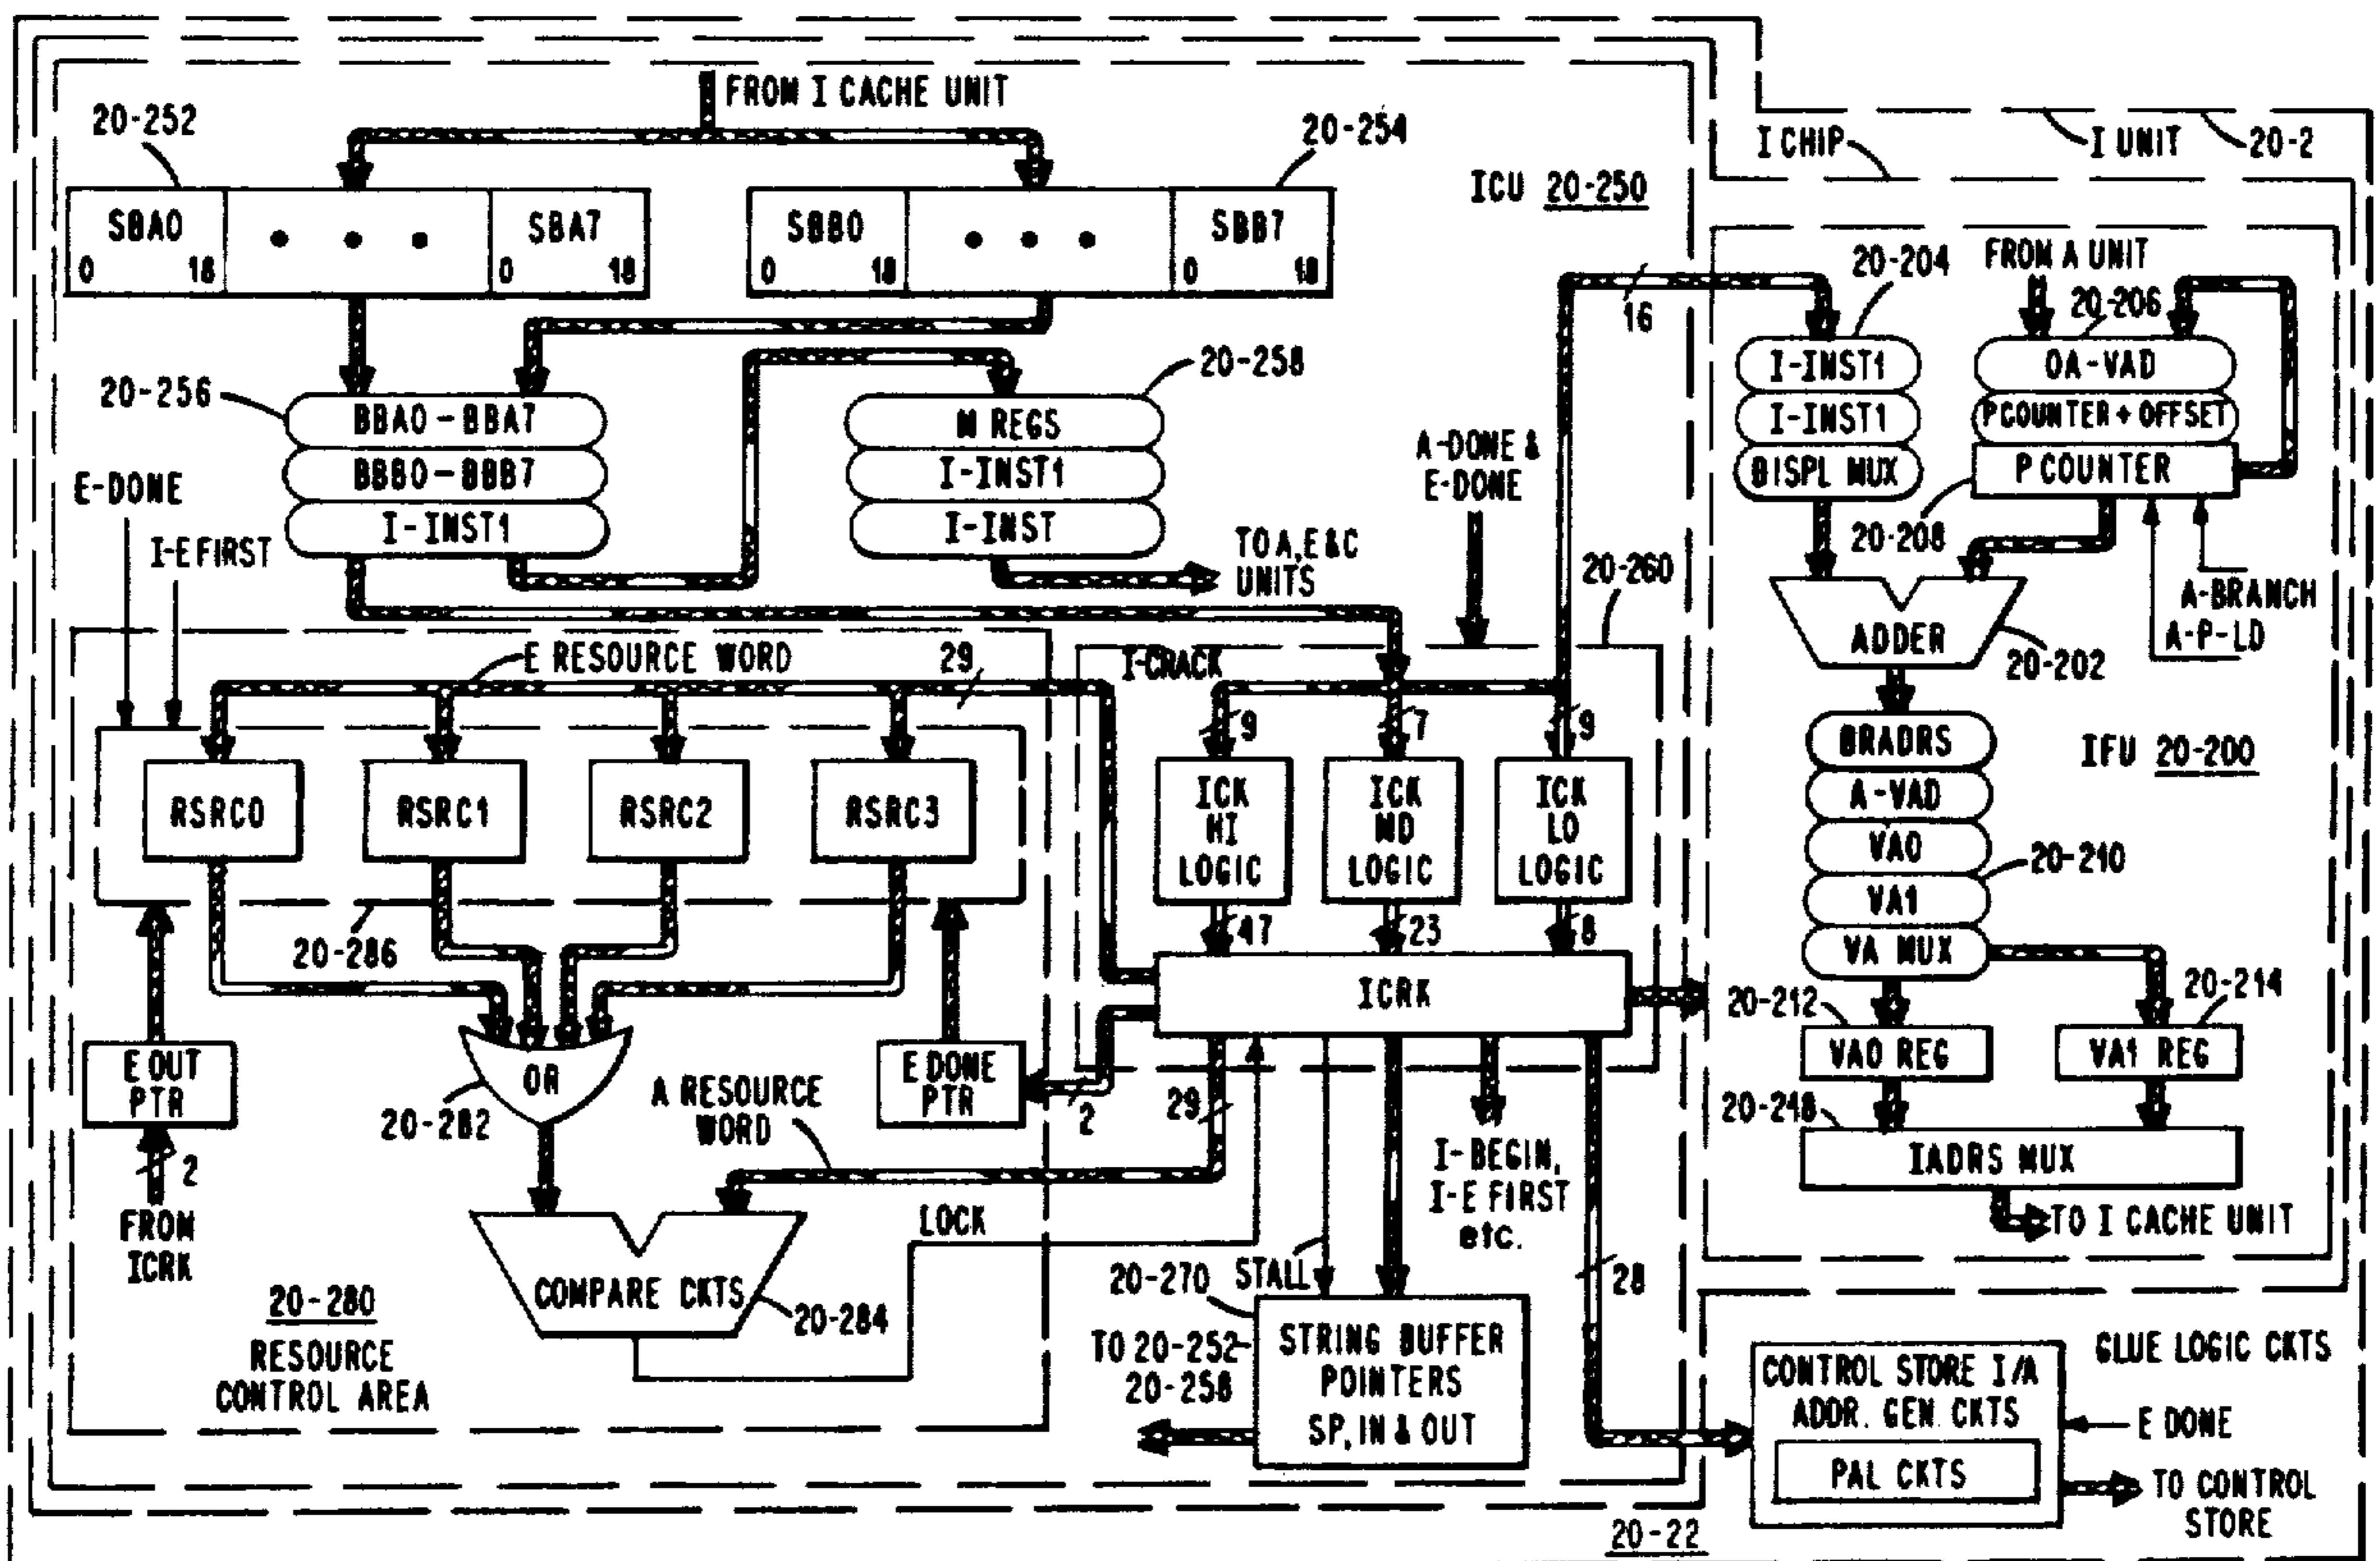 FROM I CACHE UNIT
20-252
20-254
I CHIP
I UNIT
20-2
ICU 20-250
SBA0
0 18
SBA7
0 18
SBB0
0 18
SBB7
0 18
16
20-204
FROM A UNIT
20-206
I-INST1
I-INST1
DISPL MUX
OA-VAD
P COUNTER + OFFSET
P COUNTER
20-208
A-BRANCH
A-P-LD
ADDER
20-202
20-256
BBA0-BBA7
BBB0-BBB7
I-INST1
20-258
M REGS
I-INST1
I-INST
TO A, E & C
UNITS
A-DONE &
E-DONE
20-260
E-DONE
I-E FIRST
E RESOURCE WORD
29
I-CRACK
9
7
9
RSRC0
RSRC1
RSRC2
RSRC3
ICK
HI
LOGIC
ICK
MD
LOGIC
ICK
LO
LOGIC
47
23
8
ICRK
20-286
BRADRS
A-VAD
VA0
VA1
VA MUX
IFU 20-200
20-210
20-212
20-214
VA0 REG
VA1 REG
20-248
IADRS MUX
TO I CACHE UNIT
E OUT
PTR
2
FROM
ICRK
OR
20-282
E DONE
PTR
2
A RESOURCE
WORD
29
COMPARE CKTS
20-284
LOCK
20-280
RESOURCE
CONTROL AREA
I-BEGIN,
I-E FIRST
etc.
28
20-270
STALL
TO 20-252-
20-258
STRING BUFFER
POINTERS
SP, IN & OUT
CONTROL STORE I/A
ADDR. GEN. CKTS
PAL CKTS
GLUE LOGIC CKTS
E DONE
TO CONTROL
STORE
20-22